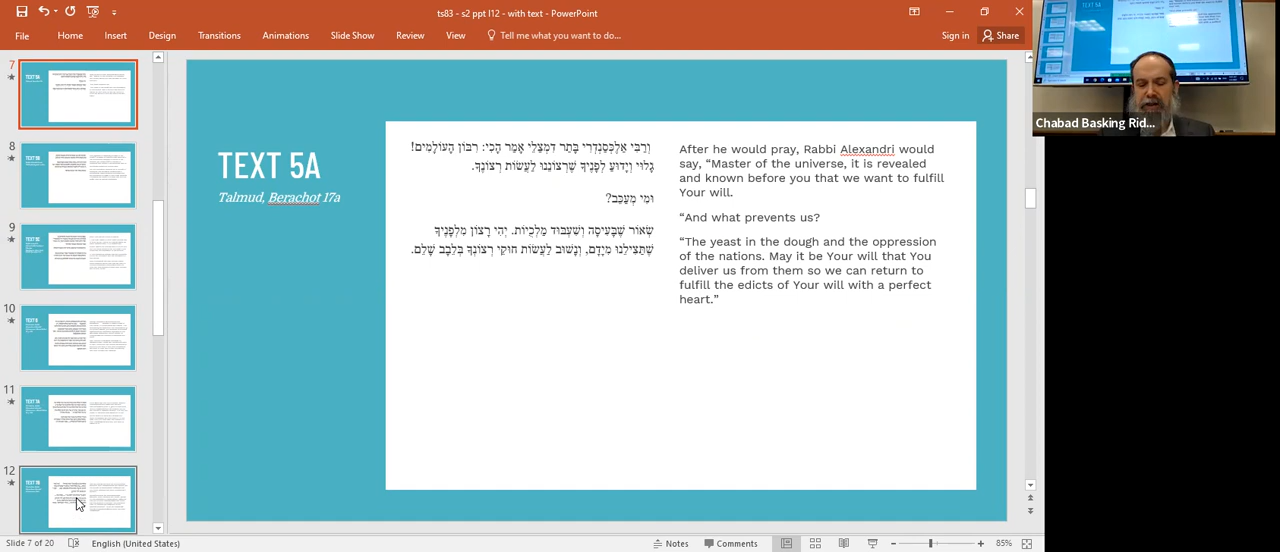 ts83 - s2 ppt l12 - with text - PowerPoint
File Home Insert Design Transitions Slide Show Review View Tell me what you want to do... Sign in Share
7
8
9
10
11
12
TEXT 5A
Talmud, Berachot 17a
וְרַבִּי אֲלֶכְּסַנְדְּרִי בָּתַר דִמְצַלֵּי אָמַר הָכִי: רִבּוֹן הָעוֹלָמִים!
גָלוּי וְיָדוּעַ לְפָנֶיךָ שֶׁרְצוֹנֵנוּ לַעֲשׂוֹת רְצוֹנֶךָ.
וּמִי מְעַכֵּב?
שְׂאוֹר שֶׁבָּעִיסָה וְשִׁעְבּוּד מַלְכֻיוֹת. יְהִי רָצוֹן מִלְפָנֶיךָ
שֶׁתַּצִילֵנוּ מִיָדָם, וְנָשׁוּב לַעֲשׂוֹת חוּקֵי רְצוֹנֶךָ בְּלֵבָב שָׁלֵם.
After he would pray, Rabbi Alexandri would
say, “Master of the universe, it is revealed
and known before you that we want to fulfill
Your will.
“And what prevents us?
“The yeast in the dough and the oppression
of the nations. May it be Your will that You
deliver us from them so we can return to
fulfill the edicts of Your will with a perfect
heart.”
Chabad Basking Rid...
Slide 7 of 20 English (United States) Notes Comments 85%